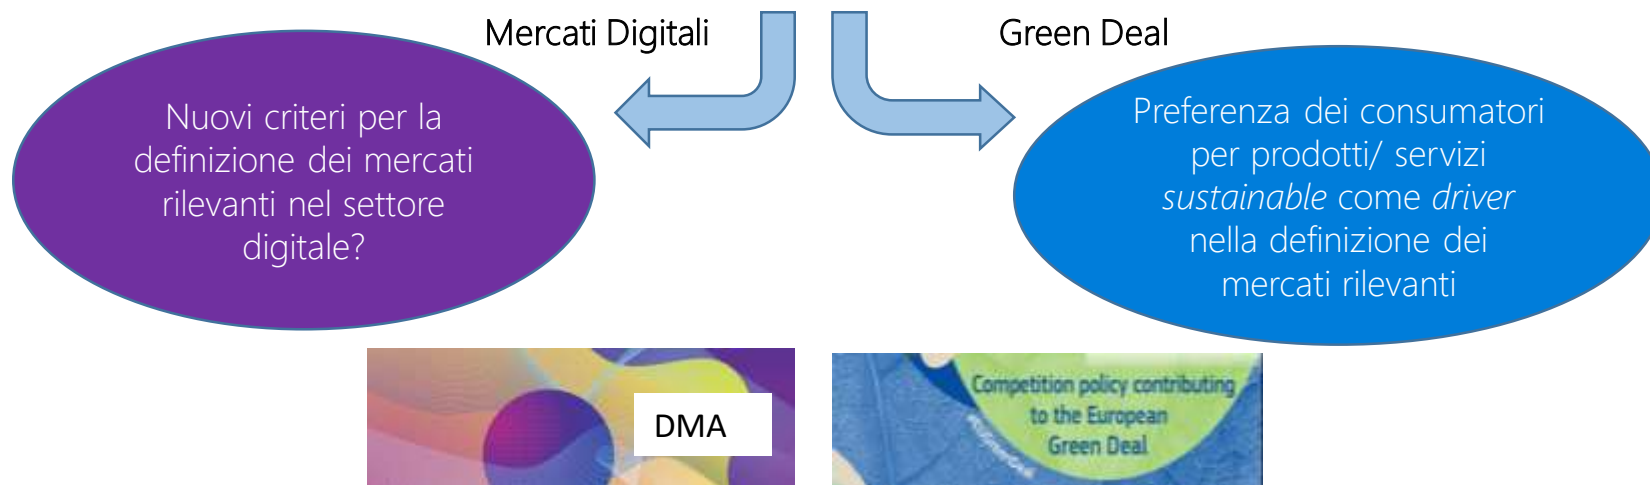 Mercati Digitali
Green Deal
Nuovi criteri per la
definizione dei mercati
rilevanti nel settore
digitale?
Preferenza dei consumatori
per prodotti/ servizi
sustainable come driver
nella definizione dei
mercati rilevanti
DMA
Competition policy contributing
to the European
Green Deal
#EUGreenDeal